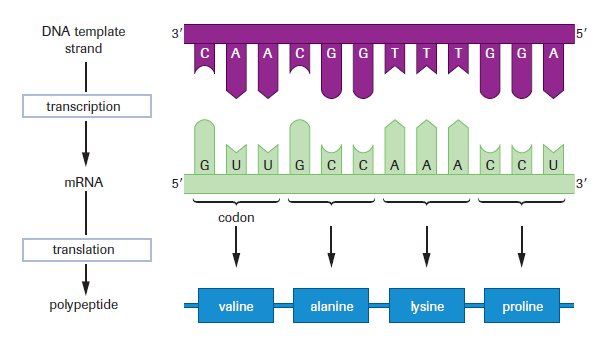 DNA template
strand
3′ 5′
C A A C G G T T T G G A
transcription
G U U G C C A A A C C U
mRNA
5′ 3′
codon
translation
polypeptide
valine alanine lysine proline